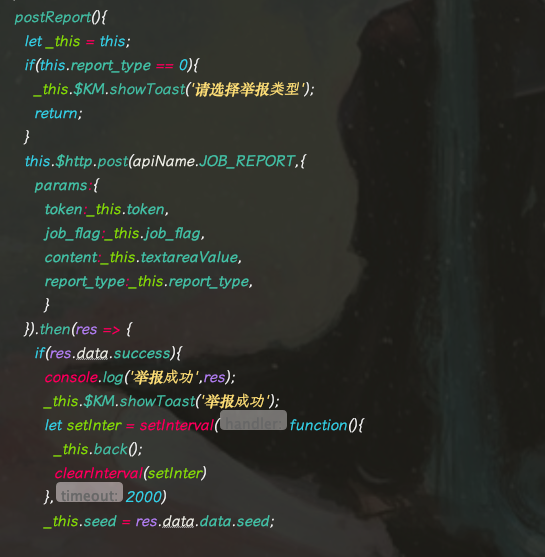 postReport(){
let _this = this;
if(this.report_type == 0){
_this.$KM.showToast('请选择举报类型');
return;
}
this.$http.post(apiName.JOB_REPORT,{
params:{
token:_this.token,
job_flag:_this.job_flag,
content:_this.textareaValue,
report_type:_this.report_type,
}
}).then(res => {
if(res.data.success){
console.log('举报成功',res);
_this.$KM.showToast('举报成功');
let setInter = setInterval( handler: function(){
_this.back();
clearInterval(setInter)
}, timeout: 2000)
_this.seed = res.data.data.seed;